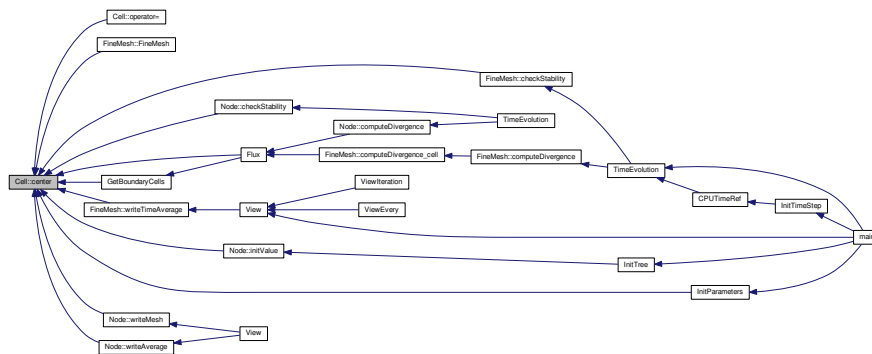 Cell::operator=
FineMesh::FineMesh
FineMesh::checkStability
Node::checkStability
TimeEvolution
Node::computeDivergence
Flux
FineMesh::computeDivergence_cell
FineMesh::computeDivergence
TimeEvolution
Cell::center
GetBoundaryCells
ViewIteration
CPUTimeRef
InitTimeStep
FineMesh::writeTimeAverage
View
ViewEvery
main
Node::initValue
InitTree
InitParameters
Node::writeMesh
View
Node::writeAverage